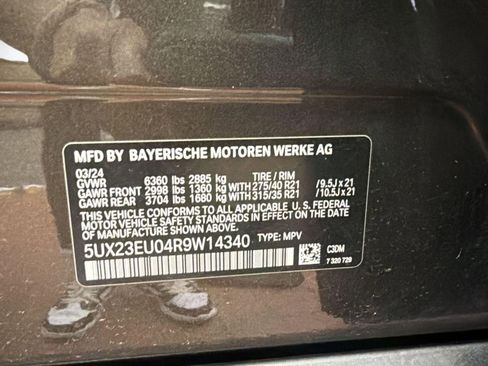 MFD BY BAYERISCHE MOTOREN WERKE AG
03/24 TIRE / RIM
GVWR 6360 lbs 2885 kg
GAWR FRONT 2998 lbs 1360 kg WITH 275/40 R21 /9.5J x 21
GAWR REAR 3704 lbs 1680 kg WITH 315/35 R21 /10.5J x 21
THIS VEHICLE CONFORMS TO ALL APPLICABLE U.S. FEDERAL
MOTOR VEHICLE SAFETY STANDARDS IN EFFECT ON THE DATE
OF MANUFACTURE SHOWN ABOVE.
5UX23EU04R9W14340 TYPE: MPV
C3DM
7 320 729